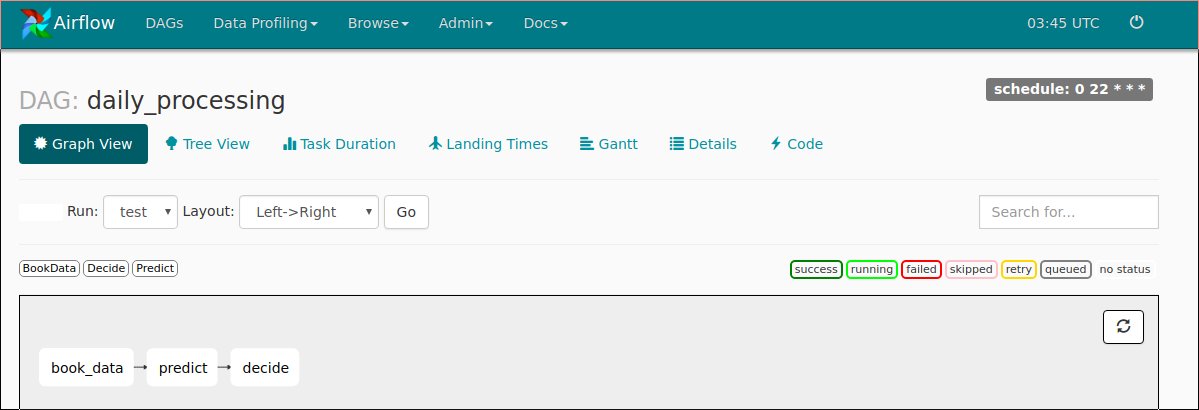 Airflow DAGs Data Profiling Browse Admin Docs 03:45 UTC
schedule: 0 22 * * *
DAG: daily_processing
Graph View Tree View Task Duration Landing Times Gantt Details Code
Run: test Layout: Left->Right Go Search for...
BookData Decide Predict success running failed skipped retry queued no status
book_data predict decide